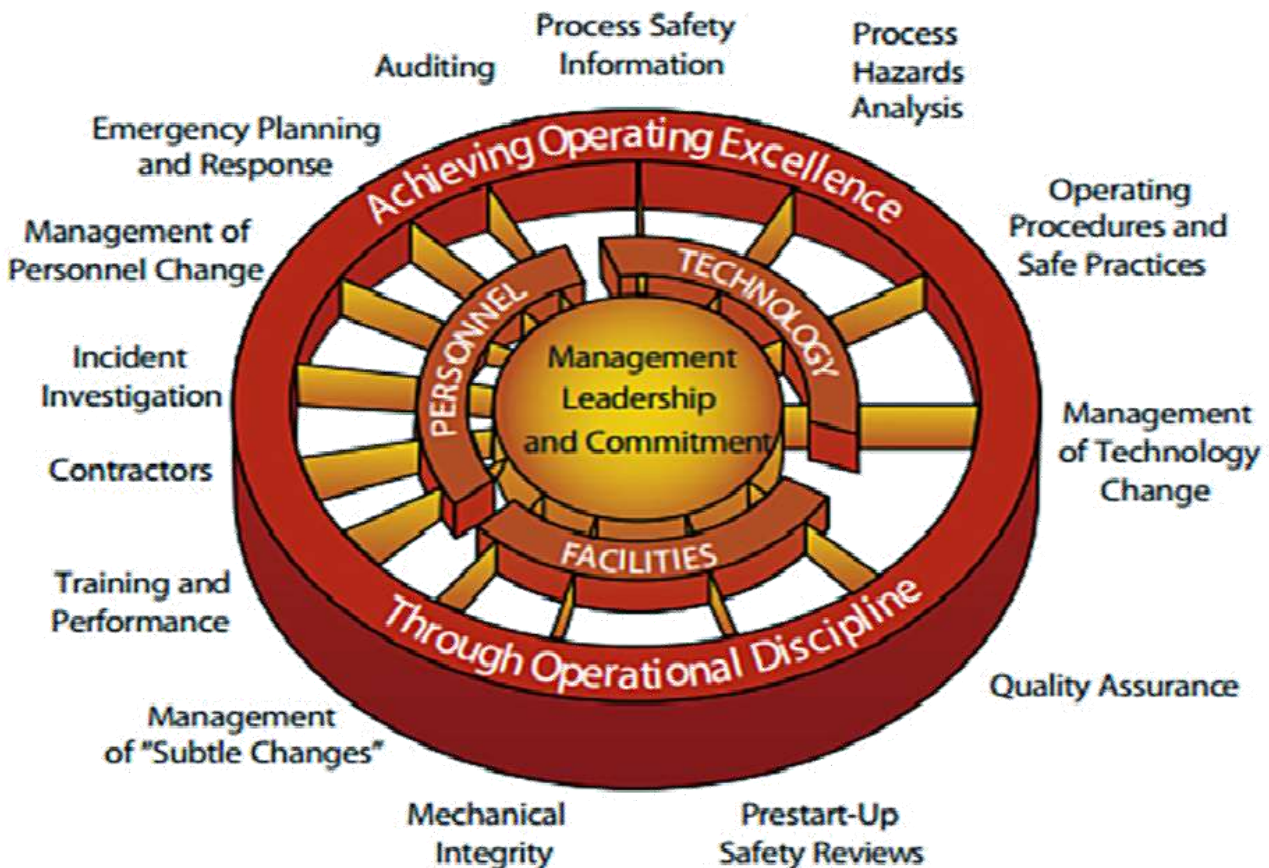 Process Safety
Information
Process
Hazards
Analysis
Operating
Procedures and
Safe Practices
Management
of Technology
Change
Quality Assurance
Prestart-Up
Safety Reviews
Mechanical
Integrity
Management
of "Subtle Changes"
Training and
Performance
Contractors
Incident
Investigation
Management of
Personnel Change
Emergency Planning
and Response
Auditing
Achieving Operating Excellence
Through Operational Discipline
PERSONNEL
TECHNOLOGY
FACILITIES
Management
Leadership
and Commitment